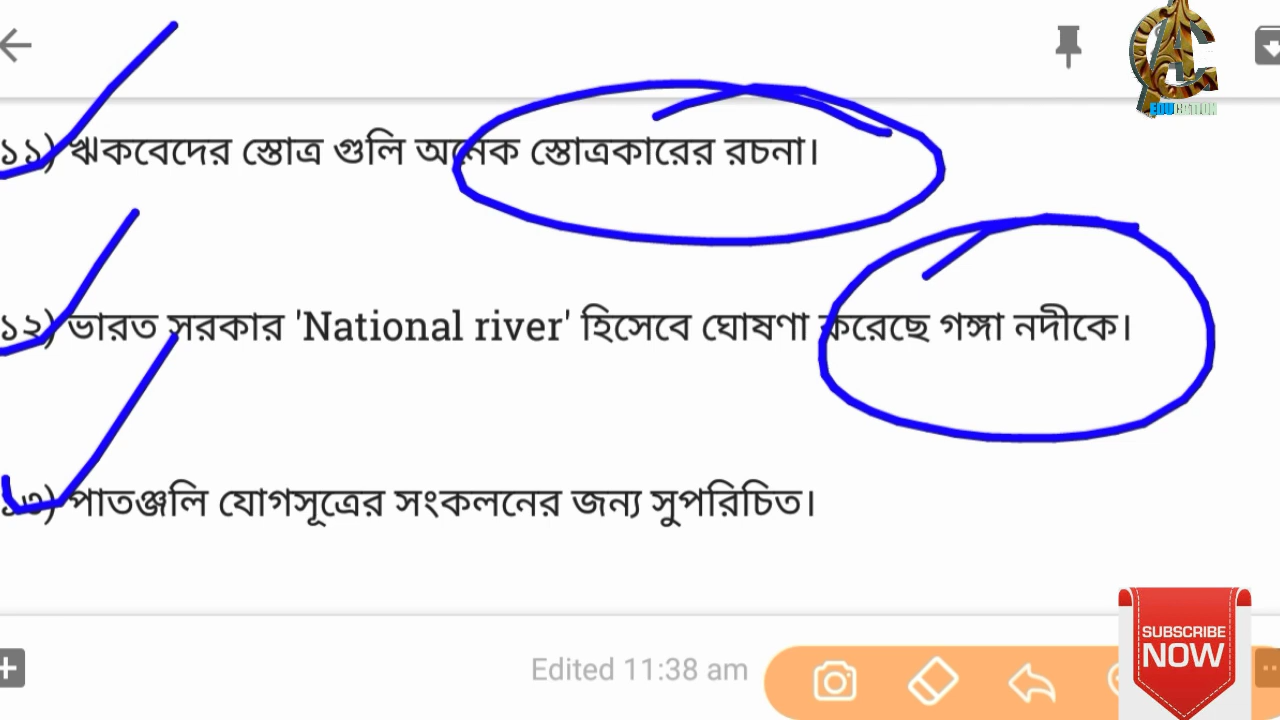 EDUCATION
১১) ঋকবেদের স্তোত্র গুলি অনেক স্তোত্রকারের রচনা।
১২) ভারত সরকার 'National river' হিসেবে ঘোষণা করেছে গঙ্গা নদীকে।
১৩) পাতঞ্জলি যোগসূত্রের সংকলনের জন্য সুপরিচিত।
Edited 11:38 am
SUBSCRIBE
NOW